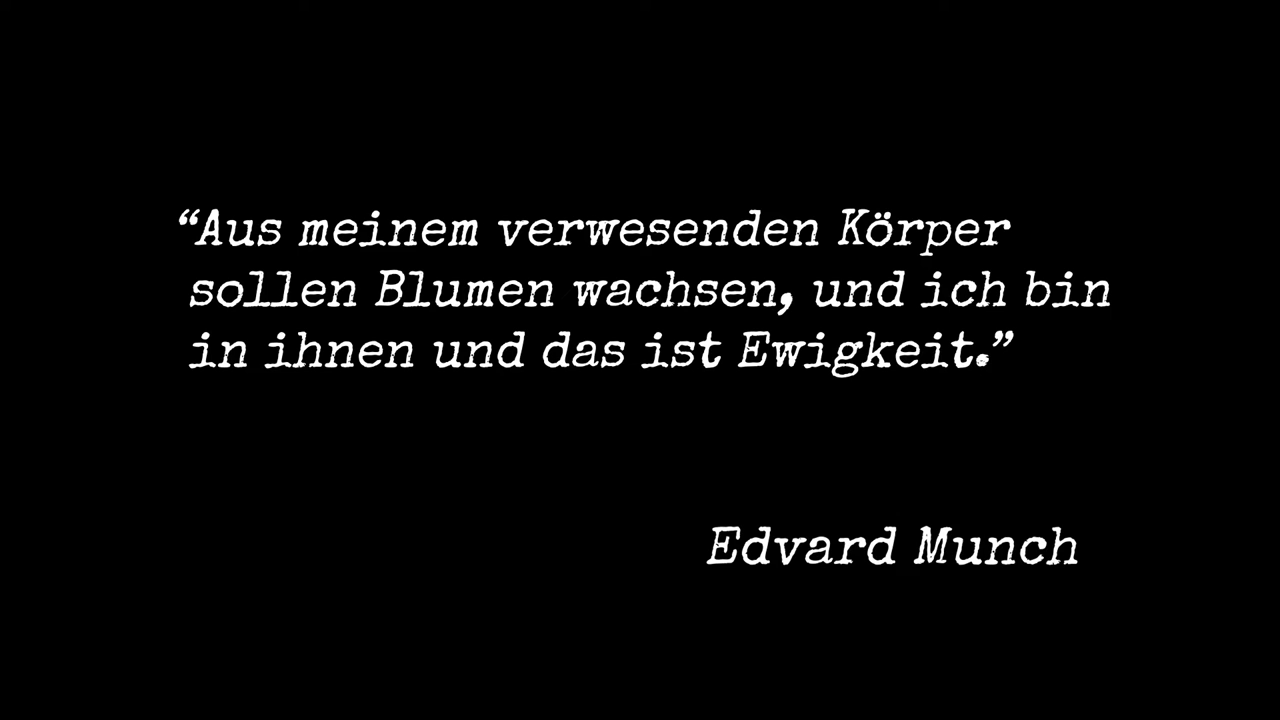 “Aus meinem verwesenden Körper
sollen Blumen wachsen, und ich bin
in ihnen und das ist Ewigkeit.”
Edvard Munch